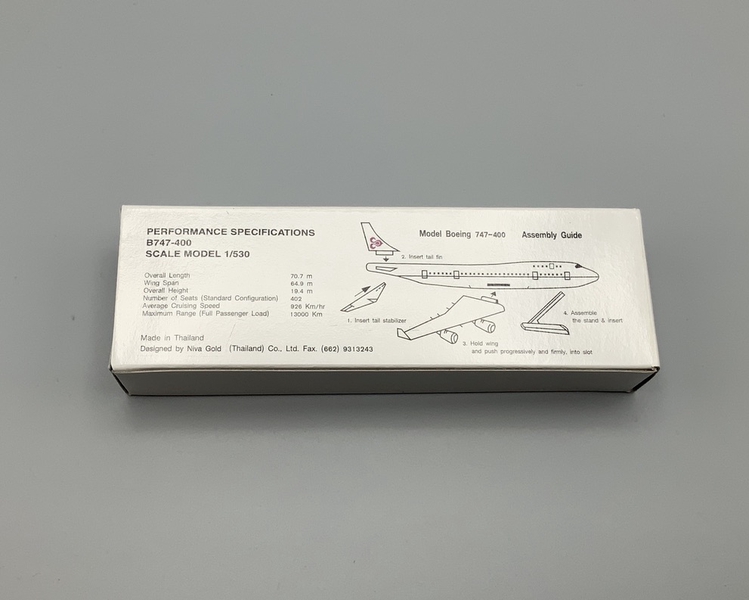 PERFORMANCE SPECIFICATIONS
B747-400
SCALE MODEL 1/530
Overall Length 70.7 m
Wing Span 64.9 m
Overall Height 19.4 m
Number of Seats (Standard Configuration) 402
Average Cruising Speed 926 Km/hr
Maximum Range (Full Passenger Load) 13000 Km
Made in Thailand
Designed by Niva Gold (Thailand) Co., Ltd. Fax. (662) 9313243
Model Boeing 747-400 Assembly Guide
2. Insert tail fin
1. Insert tail stabilizer
3. Hold wing
and push progressively and firmly, into slot
4. Assemble
the stand & insert